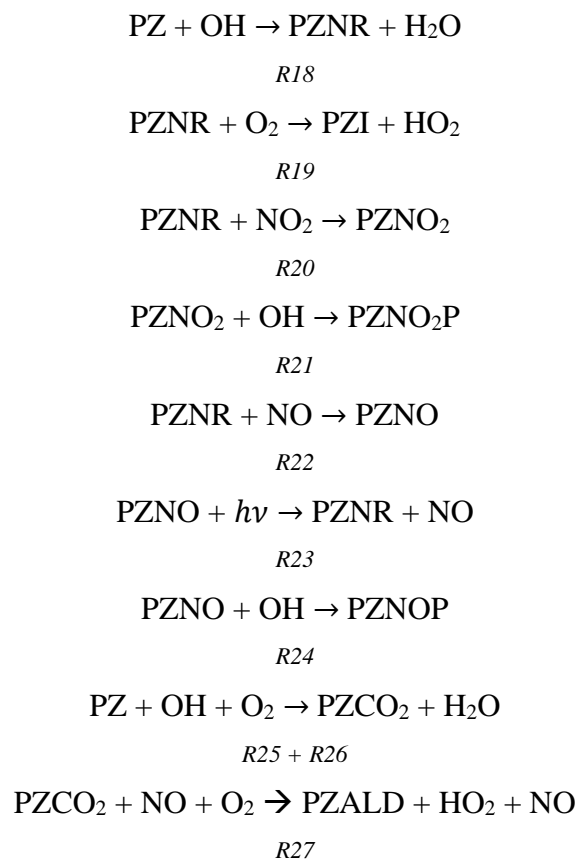 PZ + OH → PZNR + H₂O
R18
PZNR + O₂ → PZI + HO₂
R19
PZNR + NO₂ → PZNO₂
R20
PZNO₂ + OH → PZNO₂P
R21
PZNR + NO → PZNO
R22
PZNO + hν → PZNR + NO
R23
PZNO + OH → PZNOP
R24
PZ + OH + O₂ → PZCO₂ + H₂O
R25 + R26
PZCO₂ + NO + O₂ → PZALD + HO₂ + NO
R27